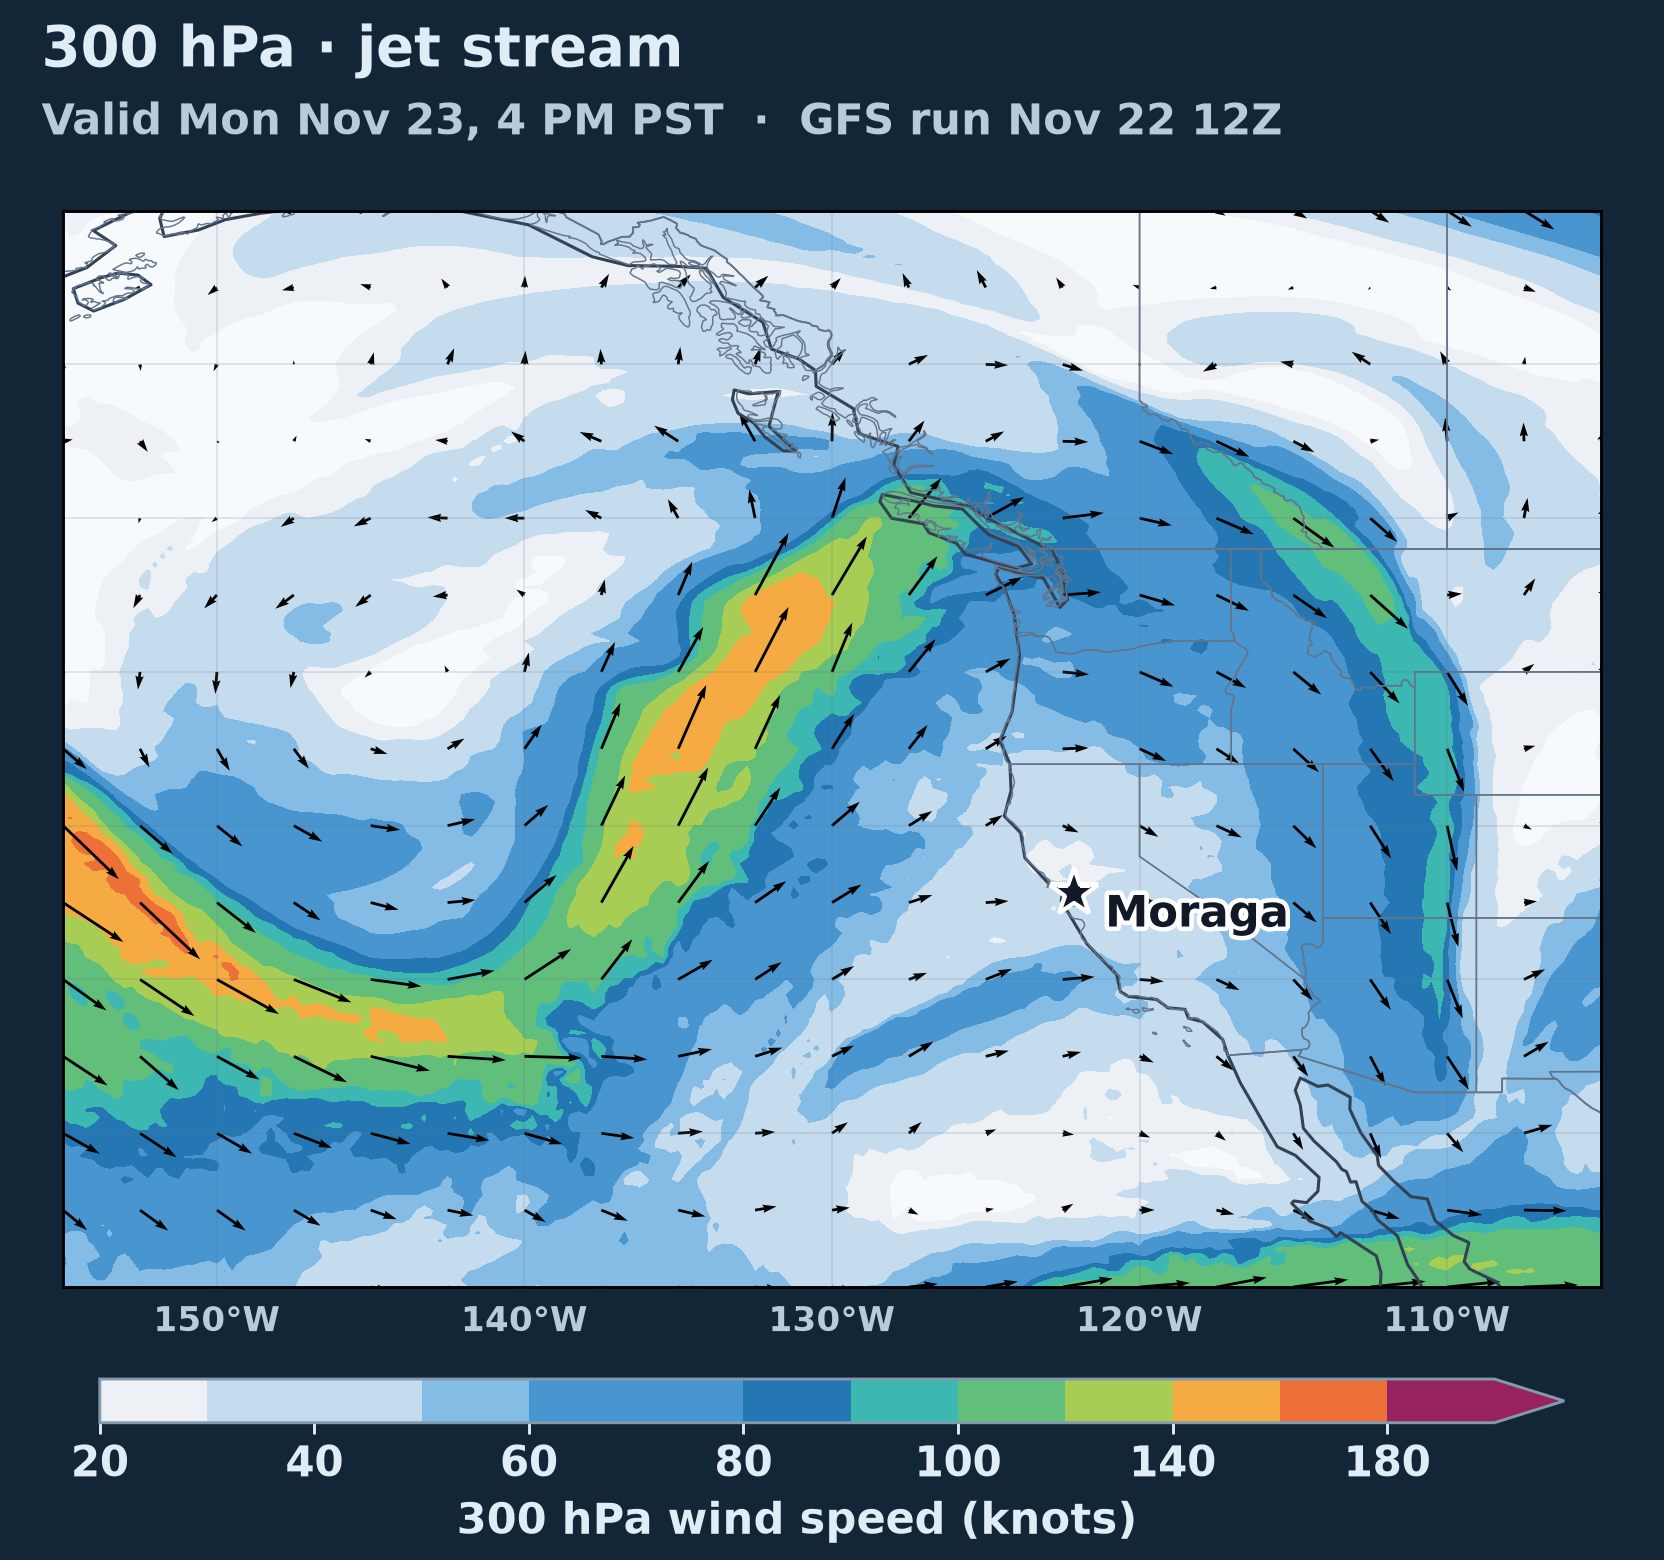 300 hPa · jet stream
Valid Mon Nov 23, 4 PM PST · GFS run Nov 22 12Z
Moraga
150°W 140°W 130°W 120°W 110°W
20 40 60 80 100 140 180
300 hPa wind speed (knots)